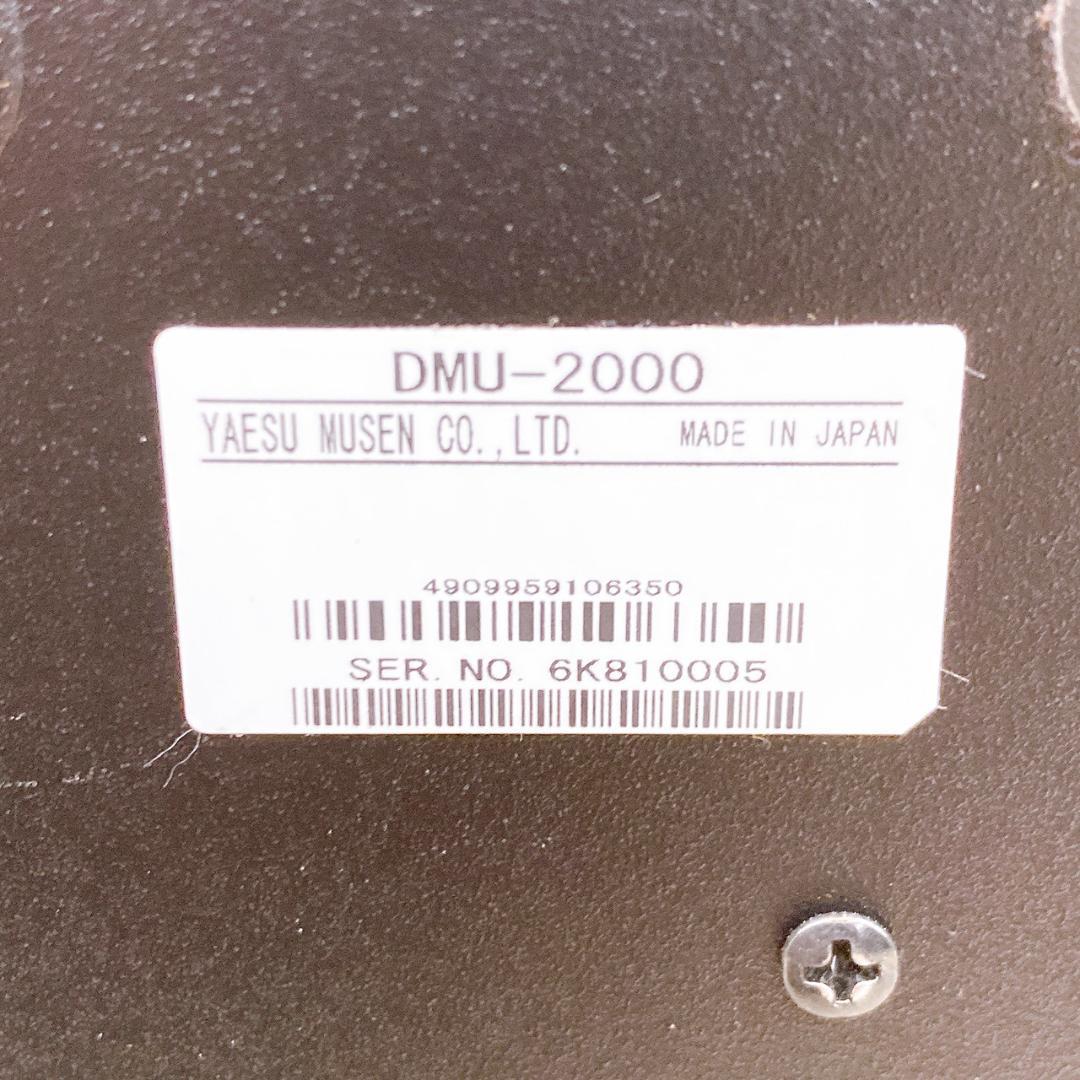 DMU-2000
YAESU MUSEN CO.,LTD. MADE IN JAPAN
4909959106350
SER. NO. 6K810005